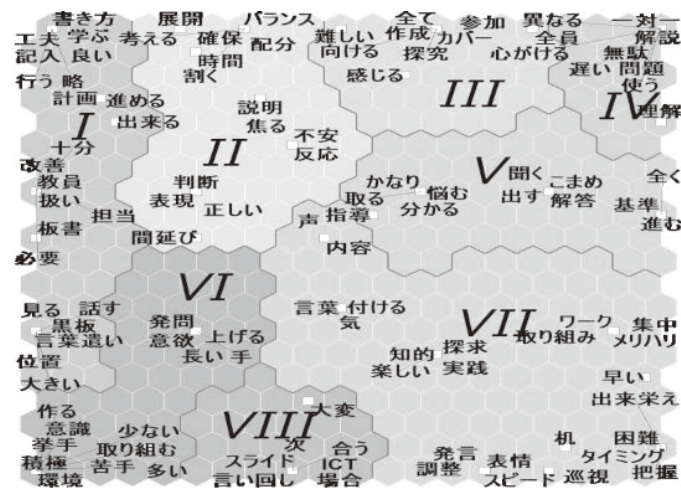 書き方 展開 バランス 全て 参加 異なる 一対一
工夫 学ぶ 考える 確保 配分 難しい 作成 カバー 全員 解説
記入 良い 時間 向ける 探究 心がける 無駄
行う 略 割く 感じる III 遅い 問題
計画 進める 説明 使う
I 出来る 焦る IV 理解
十分 II 不安
改善 反応 V 聞く
教員 判断 かなり 悩む こまめ 全く
扱い 表現 正しい 取る 分かる 出す 解答 基準
担当 声 指導 進む
板書 間延び 内容
必要
VI
見る 話す 発問 言葉 付ける VII ワーク 集中
黒板 意欲 上げる 気 取り組み メリハリ
言葉遣い 長い 手 知的 探求
位置 楽しい 実践 早い
大きい 出来栄え
作る 大変
意識 少ない VIII 次 合う 机 困難
挙手 取り組む 発言 表情 タイミング
積極 苦手 多い スライド ICT 調整 スピード 巡視 把握
環境 言い回し 場合